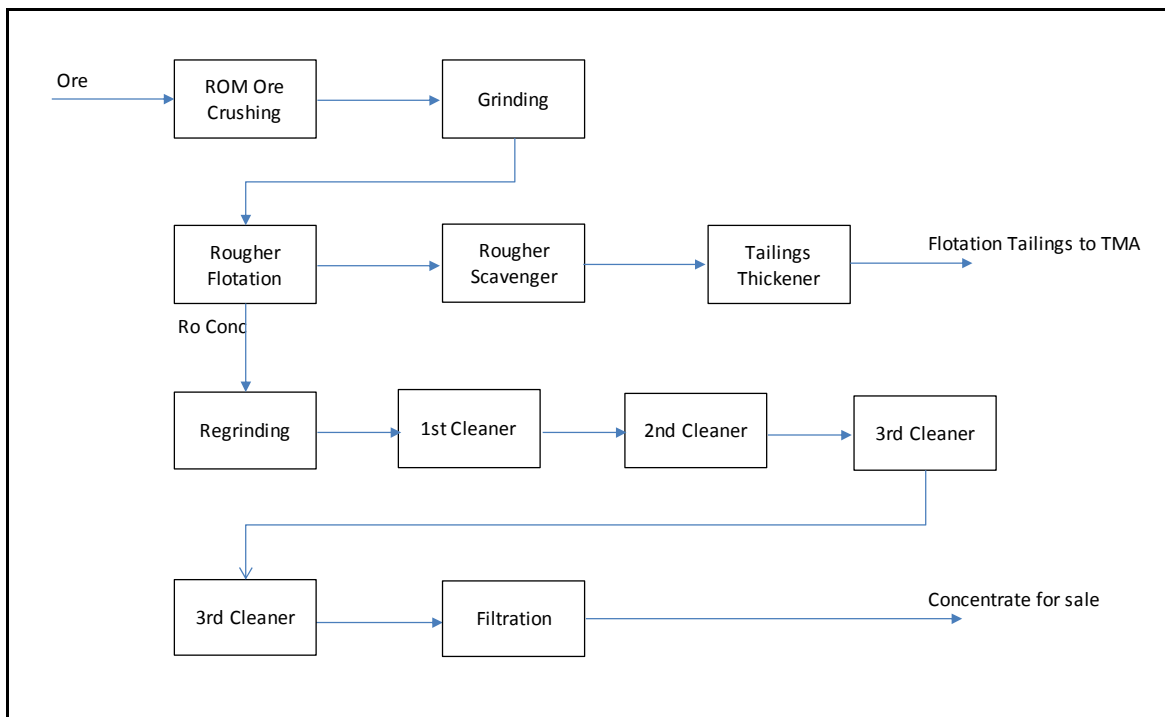 Ore
ROM Ore
Crushing
Grinding
Rougher
Flotation
Rougher
Scavenger
Tailings
Thickener
Flotation Tailings to TMA
Ro Conc
Regrinding
1st Cleaner
2nd Cleaner
3rd Cleaner
3rd Cleaner
Filtration
Concentrate for sale